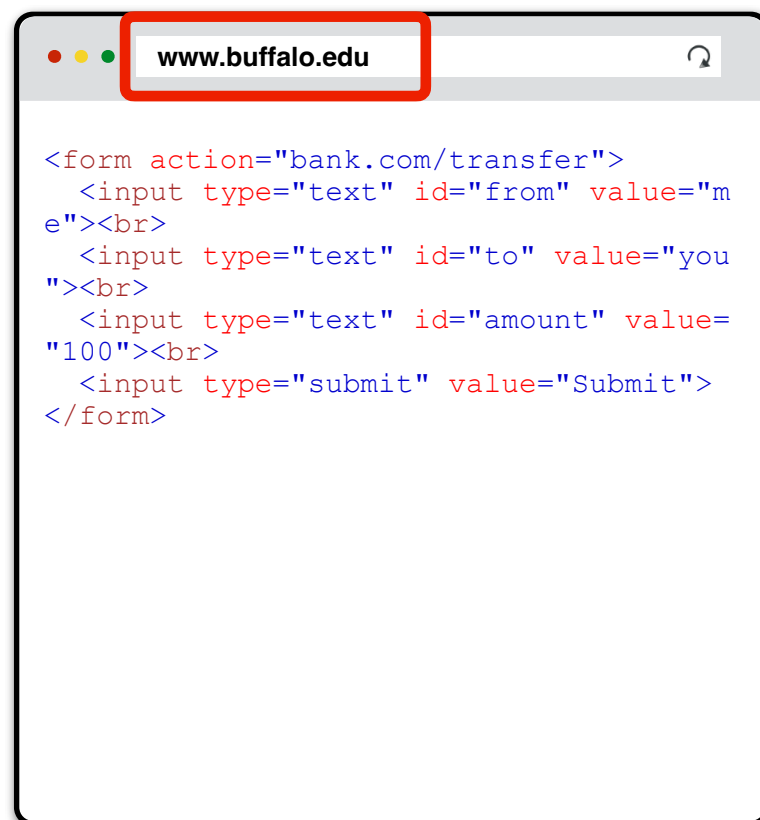 www.buffalo.edu
<form action="bank.com/transfer">
  <input type="text" id="from" value="m
e"><br>
  <input type="text" id="to" value="you
"><br>
  <input type="text" id="amount" value=
"100"><br>
  <input type="submit" value="Submit">
</form>